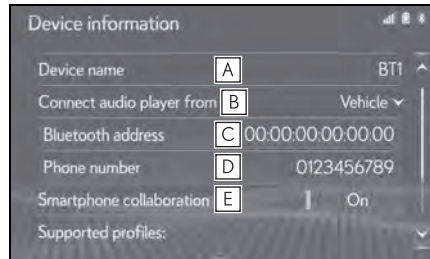 Device information
Device name A BT1
Connect audio player from B Vehicle
Bluetooth address C 00:00:00:00:00:00
Phone number D 0123456789
Smartphone collaboration E On
Supported profiles: